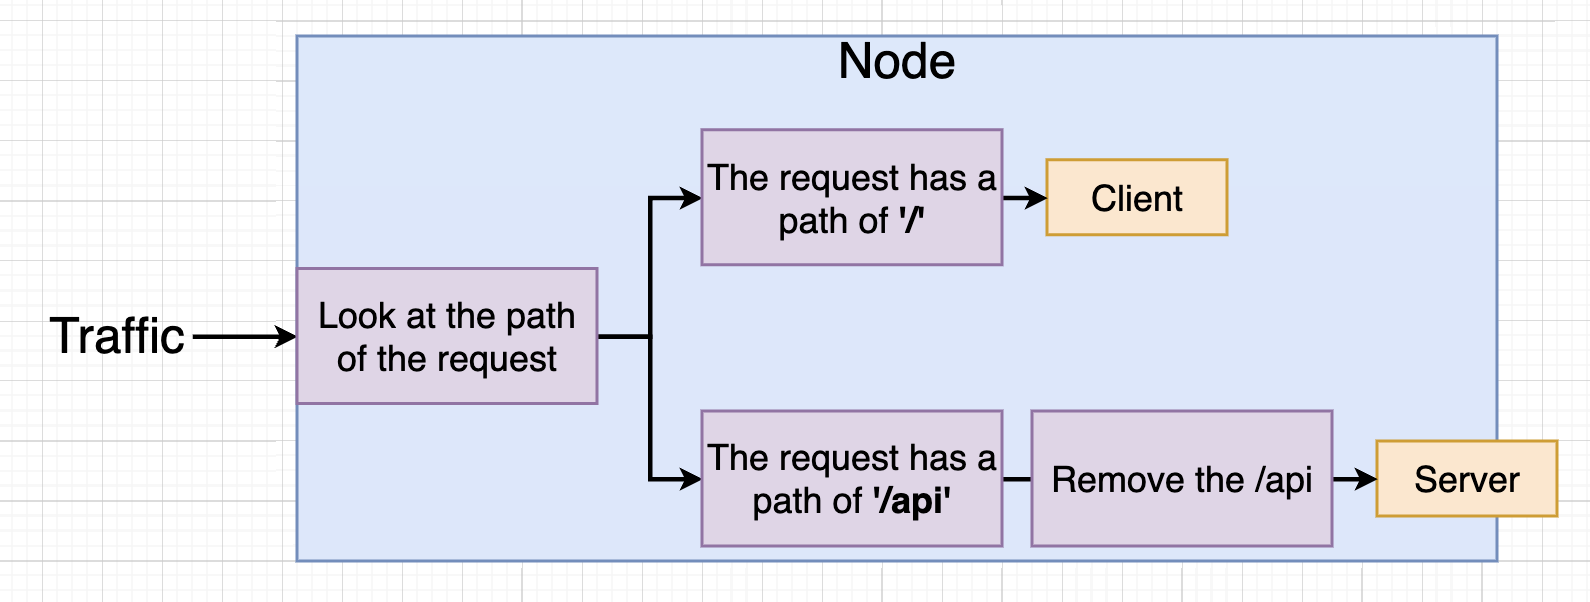 Node
Traffic
Look at the path
of the request
The request has a
path of '/'
Client
The request has a
path of '/api'
Remove the /api
Server